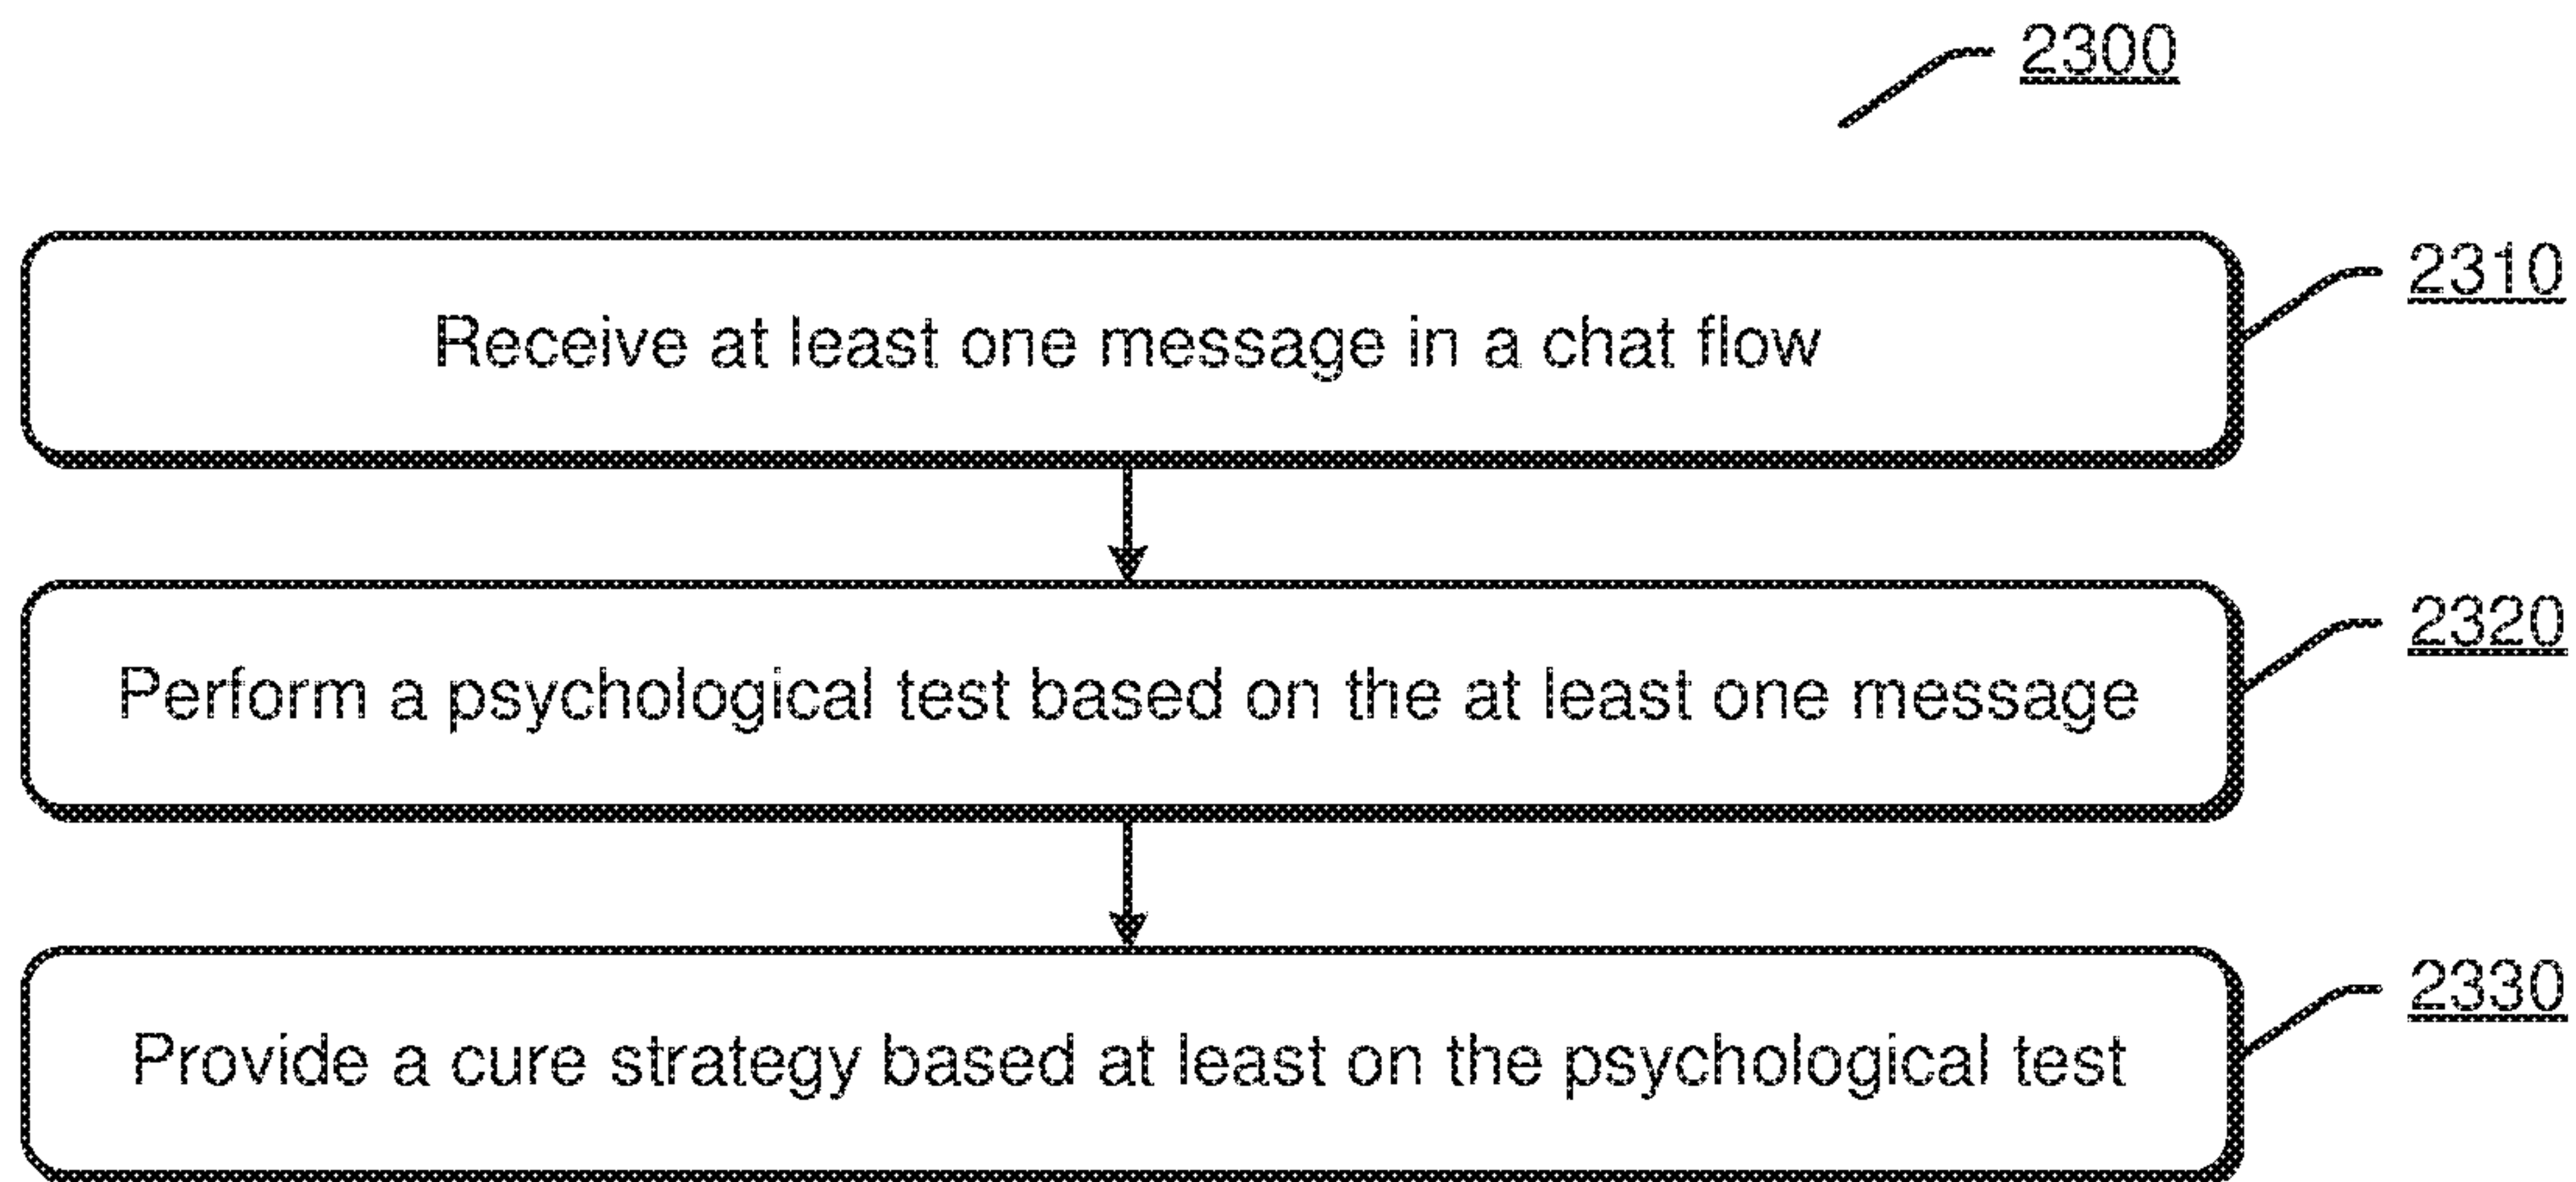 2300
Receive at least one message in a chat flow
2310
Perform a psychological test based on the at least one message
2320
Provide a cure strategy based at least on the psychological test
2330